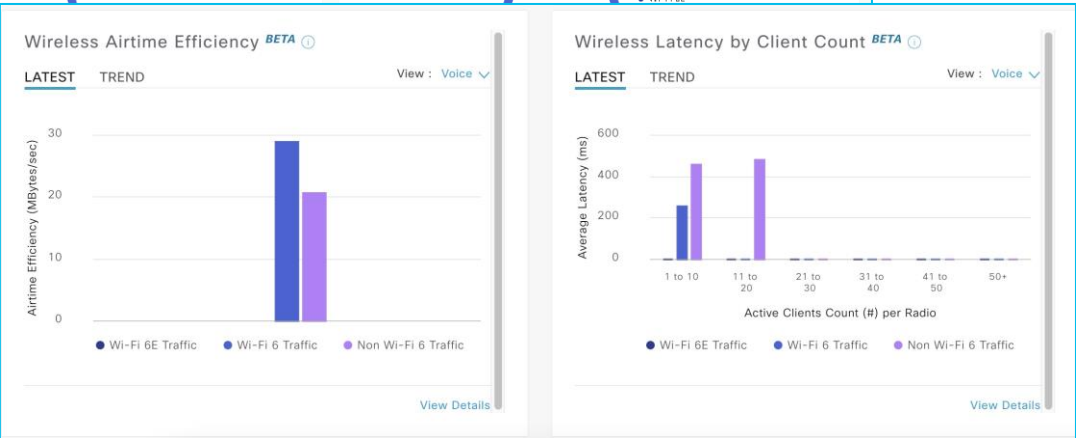 Wireless Airtime Efficiency BETA
LATEST TREND View : Voice
30
20
10
0
Airtime Efficiency (MBytes/sec)
Wi-Fi 6E Traffic Wi-Fi 6 Traffic Non Wi-Fi 6 Traffic
View Details
Wireless Latency by Client Count BETA
LATEST TREND View : Voice
600
400
200
0
Average Latency (ms)
1 to 10 11 to 20 21 to 30 31 to 40 41 to 50 50+
Active Clients Count (#) per Radio
Wi-Fi 6E Traffic Wi-Fi 6 Traffic Non Wi-Fi 6 Traffic
View Details